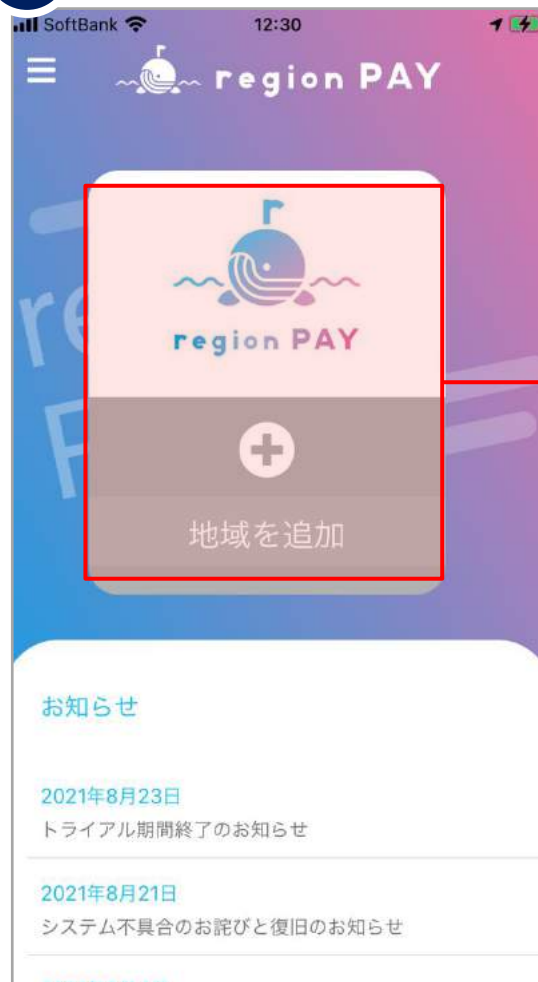 SoftBank 12:30
region PAY
region PAY
地域を追加
お知らせ
2021年8月23日
トライアル期間終了のお知らせ
2021年8月21日
システム不具合のお詫びと復旧のお知らせ